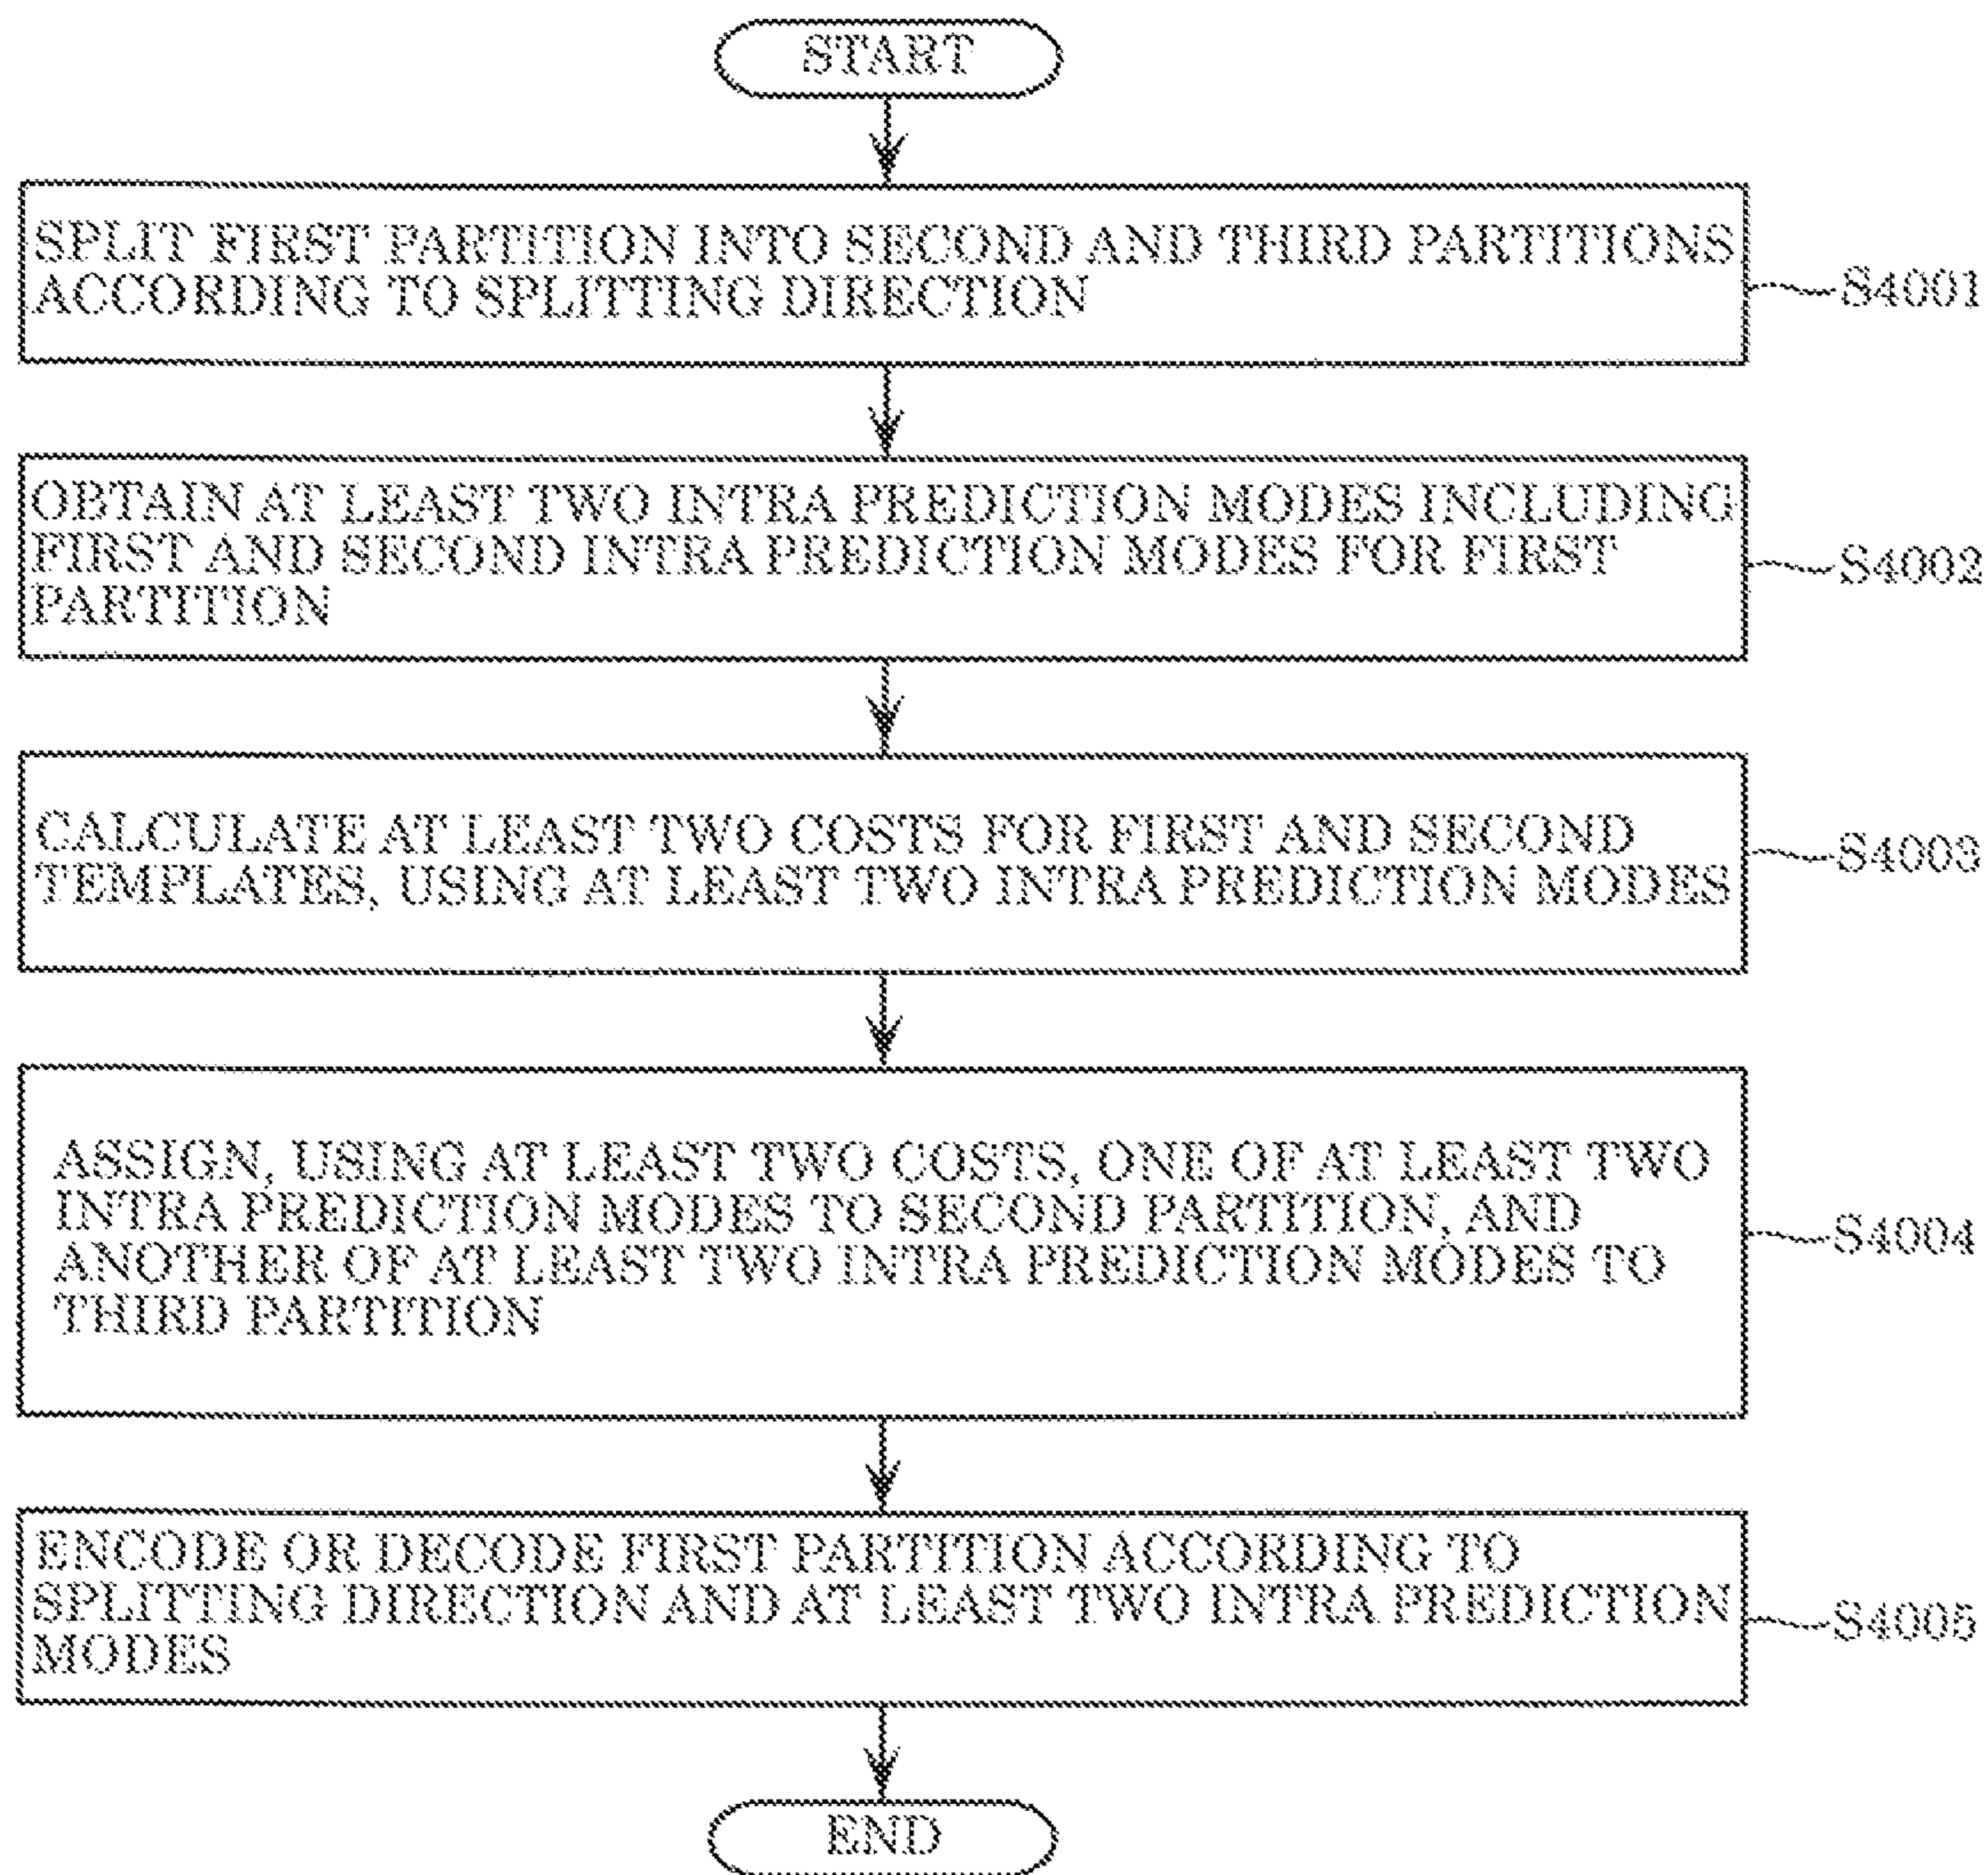 START
SPLIT FIRST PARTITION INTO SECOND AND THIRD PARTITIONS
ACCORDING TO SPLITTING DIRECTION
S4001
OBTAIN AT LEAST TWO INTRA PREDICTION MODES INCLUDING
FIRST AND SECOND INTRA PREDICTION MODES FOR FIRST
PARTITION
S4002
CALCULATE AT LEAST TWO COSTS FOR FIRST AND SECOND
TEMPLATES, USING AT LEAST TWO INTRA PREDICTION MODES
S4003
ASSIGN, USING AT LEAST TWO COSTS, ONE OF AT LEAST TWO
INTRA PREDICTION MODES TO SECOND PARTITION, AND
ANOTHER OF AT LEAST TWO INTRA PREDICTION MODES TO
THIRD PARTITION
S4004
ENCODE OR DECODE FIRST PARTITION ACCORDING TO
SPLITTING DIRECTION AND AT LEAST TWO INTRA PREDICTION
MODES
S4005
END